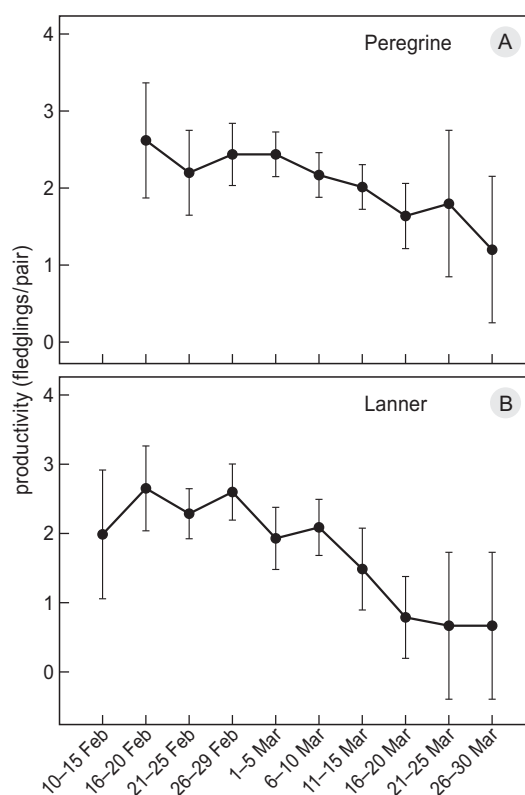 Peregrine A
4
3
2
1
0
productivity (fledglings/pair)
Lanner B
4
3
2
1
0
10–15 Feb
16–20 Feb
21–25 Feb
26–29 Feb
1–5 Mar
6–10 Mar
11–15 Mar
16–20 Mar
21–25 Mar
26–30 Mar